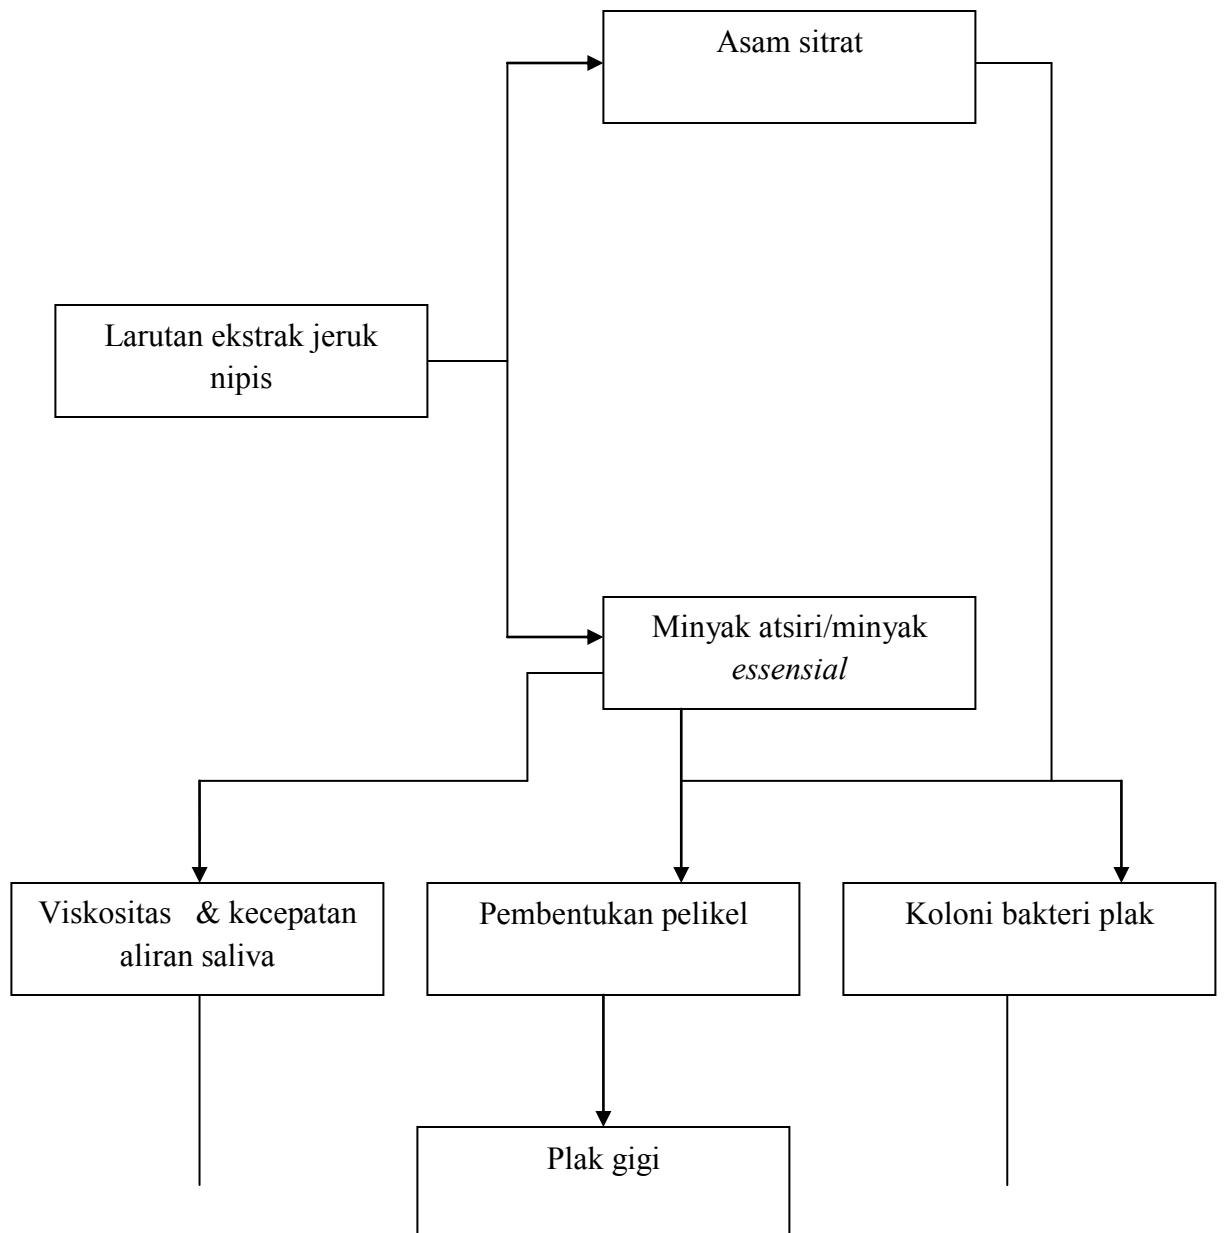 Asam sitrat
Larutan ekstrak jeruk
nipis
Minyak atsiri/minyak
essensial
Viskositas & kecepatan
aliran saliva
Pembentukan pelikel
Koloni bakteri plak
Plak gigi